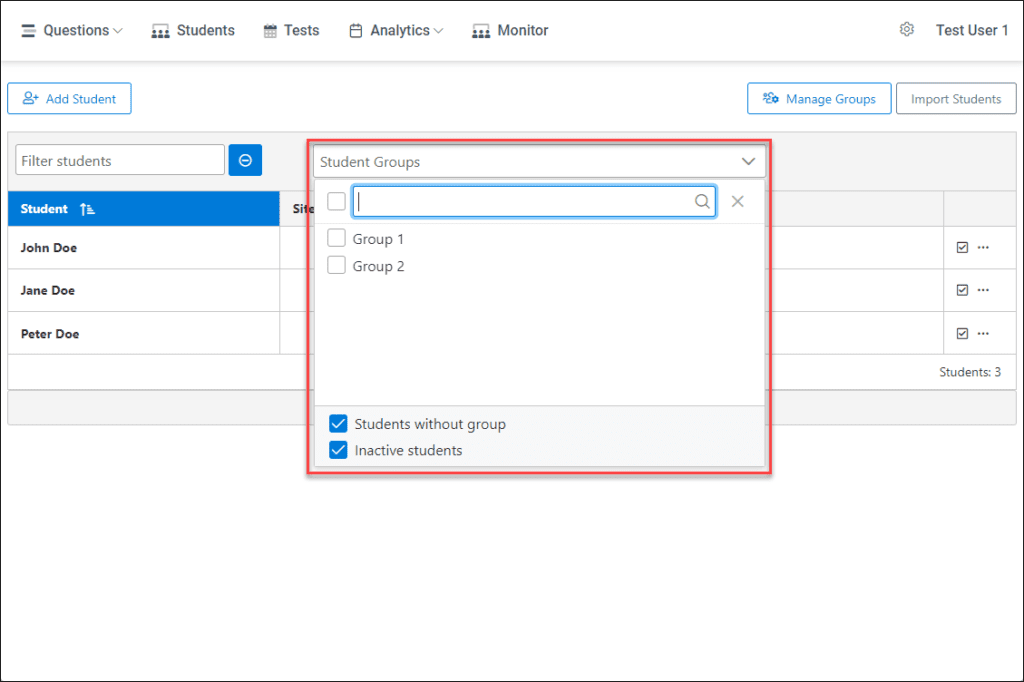 Questions Students Tests Analytics Monitor Test User 1
Add Student Manage Groups Import Students
Filter students Student Groups
Student Site
Group 1
John Doe
Group 2
Jane Doe
Peter Doe
Students: 3
Students without group
Inactive students